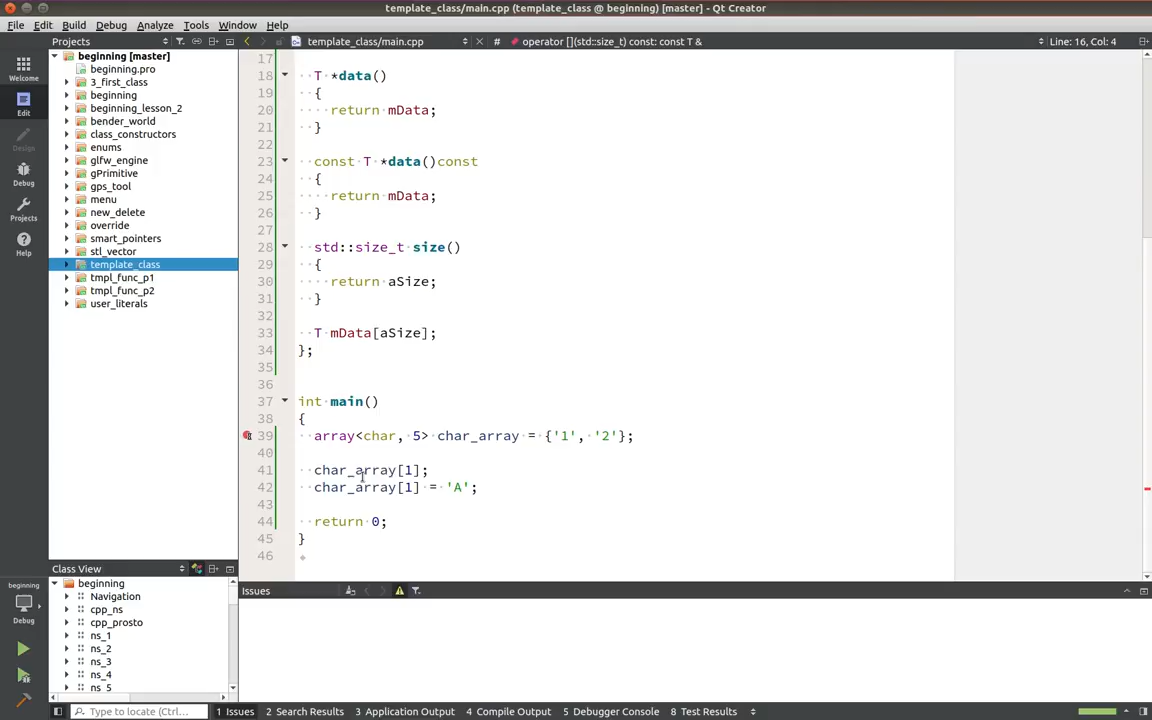 template_class/main.cpp (template_class @ beginning) [master] - Qt Creator
File Edit Build Debug Analyze Tools Window Help
Projects template_class/main.cpp # operator [](std::size_t) const: const T & Line: 16, Col: 4
Welcome
Edit
Design
Debug
Projects
Help
beginning [master]
beginning.pro
3_first_class
beginning
beginning_lesson_2
bender_world
class_constructors
enums
glfw_engine
gPrimitive
gps_tool
menu
new_delete
override
smart_pointers
stl_vector
template_class
tmpl_func_p1
tmpl_func_p2
user_literals
17
18 T *data()
19 {
20 return mData;
21 }
22
23 const T *data()const
24 {
25 return mData;
26 }
27
28 std::size_t size()
29 {
30 return aSize;
31 }
32
33 T mData[aSize];
34 };
35
36
37 int main()
38 {
39 array<char, 5> char_array = {'1', '2'};
40
41 char_array[1];
42 char_array[1] = 'A';
43
44 return 0;
45 }
46
Class View
beginning
Navigation
cpp_ns
cpp_prosto
ns_1
ns_2
ns_3
ns_4
ns_5
Issues
beginning
Debug
Type to locate (Ctrl... 1 Issues 2 Search Results 3 Application Output 4 Compile Output 5 Debugger Console 8 Test Results